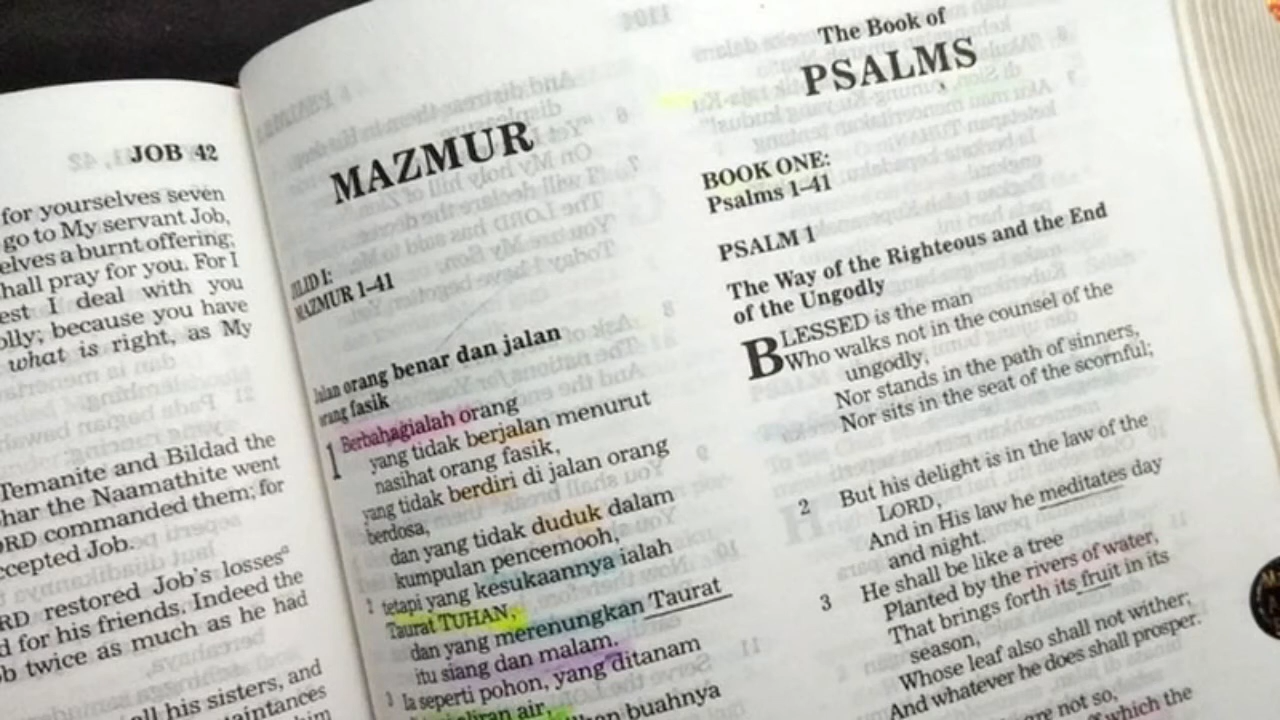 JOB 42
for yourselves seven
go to My servant Job,
elves a burnt offering;
hall pray for you. For I
est I deal with you
olly; because you have
what is right, as My
Temanite and Bildad the
har the Naamathite went
ORD commanded them; for
ccepted Job.
RD restored Job's losses
d for his friends. Indeed the
ob twice as much as he had
all his sisters, and
MAZMUR
JILID I:
MAZMUR 1–41
Jalan orang benar dan jalan
orang fasik
1 Berbahagialah orang
yang tidak berjalan menurut
nasihat orang fasik,
yang tidak berdiri di jalan orang
berdosa,
dan yang tidak duduk dalam
kumpulan pencemooh,
2 tetapi yang kesukaannya ialah
Taurat TUHAN,
dan yang merenungkan Taurat
itu siang dan malam.
3 Ia seperti pohon, yang ditanam
aliran air,
buahnya
The Book of
PSALMS
BOOK ONE:
Psalms 1–41
PSALM 1
The Way of the Righteous and the End
of the Ungodly
BLESSED is the man
Who walks not in the counsel of the
ungodly,
Nor stands in the path of sinners,
Nor sits in the seat of the scornful;
2 But his delight is in the law of the
LORD,
And in His law he meditates day
and night.
3 He shall be like a tree
Planted by the rivers of water,
That brings forth its fruit in its
season,
Whose leaf also shall not wither;
And whatever he does shall prosper.
are not so,
which the